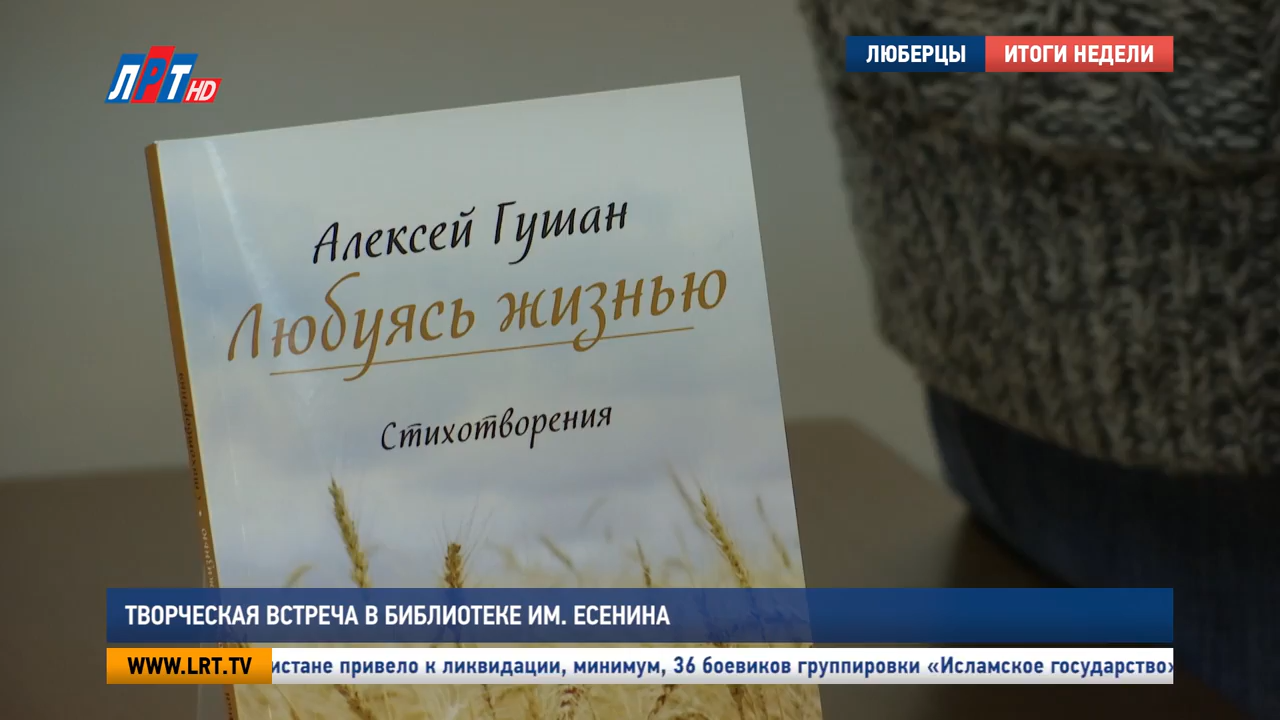 ЛРТ HD
ЛЮБЕРЦЫ
ИТОГИ НЕДЕЛИ
Алексей Гушан
Любуясь жизнью
Стихотворения
ТВОРЧЕСКАЯ ВСТРЕЧА В БИБЛИОТЕКЕ ИМ. ЕСЕНИНА
WWW.LRT.TV
истане привело к ликвидации, минимум, 36 боевиков группировки «Исламское государство»